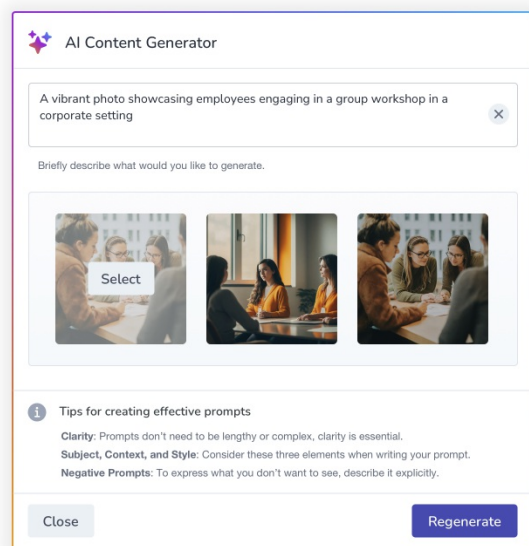 AI Content Generator
A vibrant photo showcasing employees engaging in a group workshop in a
corporate setting
Briefly describe what would you like to generate.
Select
Tips for creating effective prompts
Clarity: Prompts don’t need to be lengthy or complex, clarity is essential.
Subject, Context, and Style: Consider these three elements when writing your prompt.
Negative Prompts: To express what you don’t want to see, describe it explicitly.
Close
Regenerate